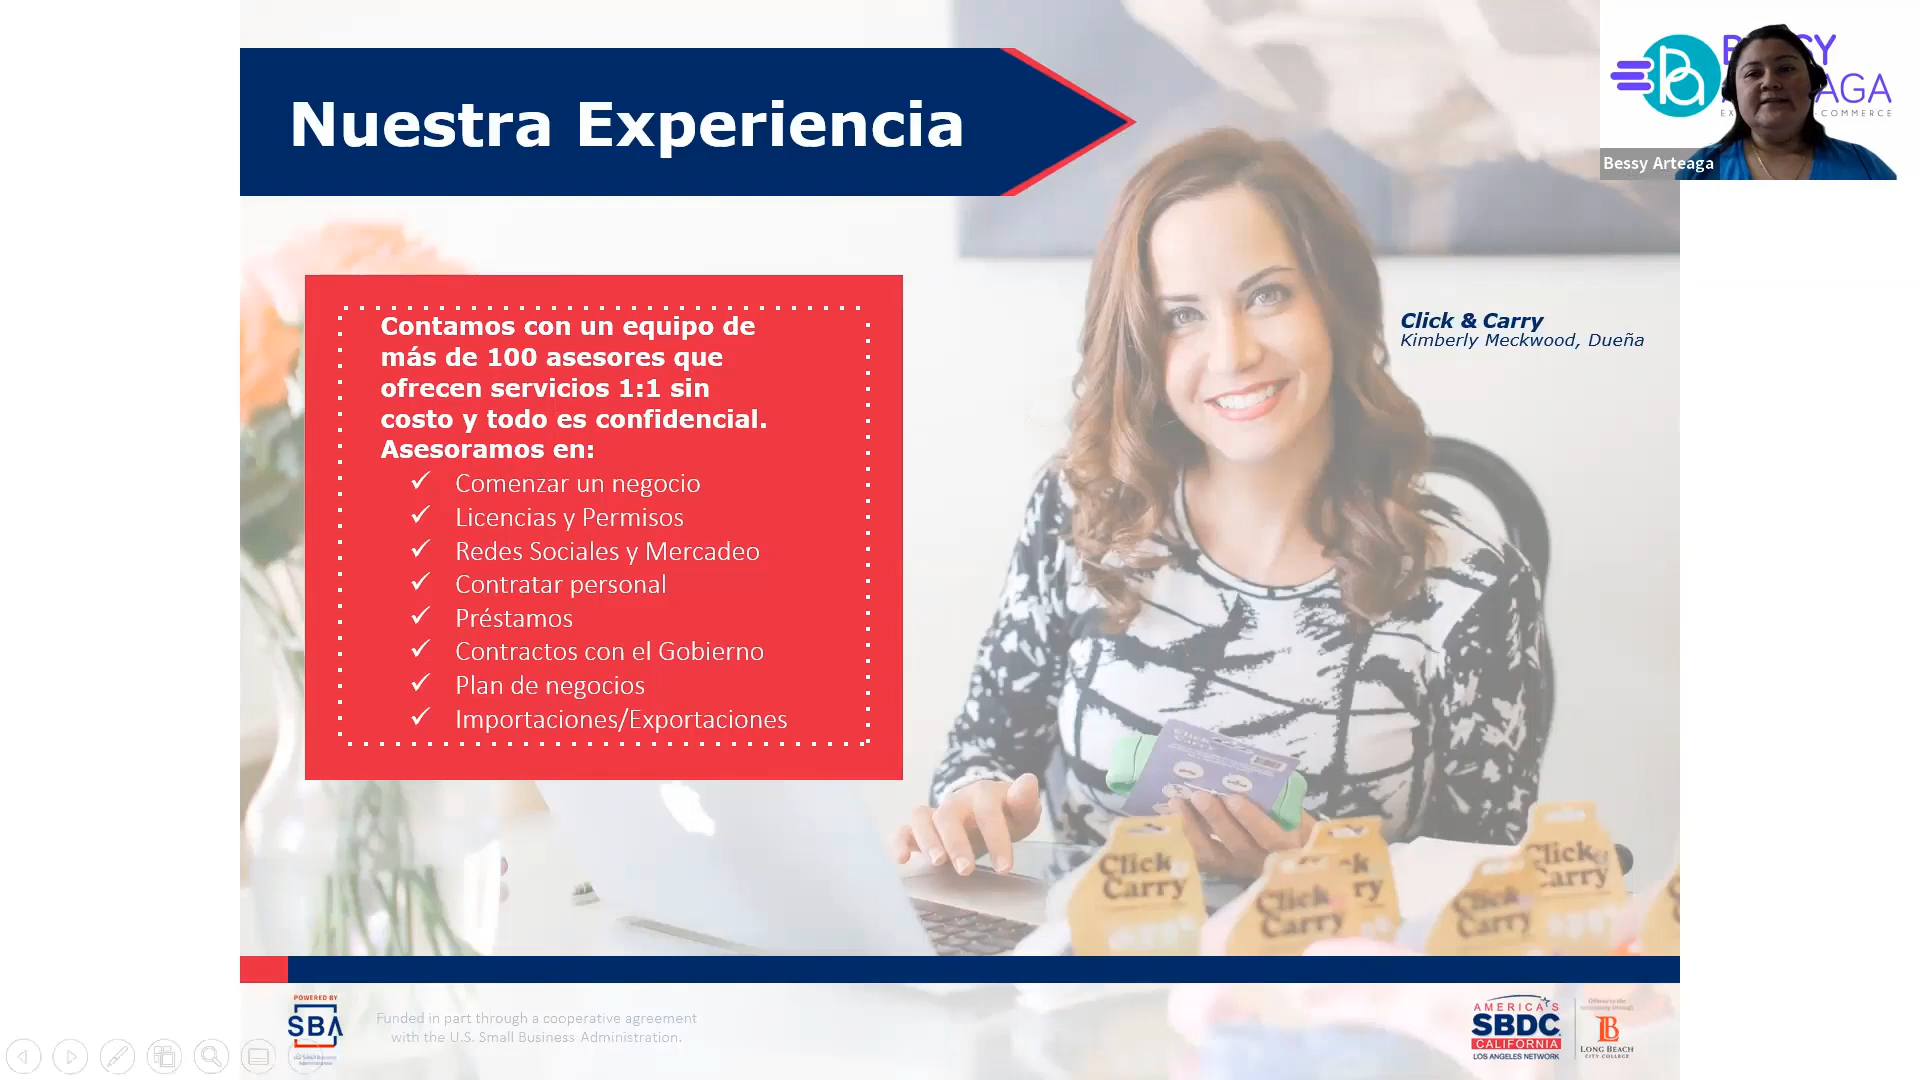 Nuestra Experiencia
Bessy Arteaga
Click & Carry
Kimberly Meckwood, Dueña
Contamos con un equipo de
más de 100 asesores que
ofrecen servicios 1:1 sin
costo y todo es confidencial.
Asesoramos en:
✓ Comenzar un negocio
✓ Licencias y Permisos
✓ Redes Sociales y Mercadeo
✓ Contratar personal
✓ Préstamos
✓ Contractos con el Gobierno
✓ Plan de negocios
✓ Importaciones/Exportaciones
Click
Carry
Click
Carry
Click
Carry
Click
Carry
POWERED BY
SBA
Funded in part through a cooperative agreement
with the U.S. Small Business Administration.
AMERICA'S
SBDC
CALIFORNIA
LOS ANGELES NETWORK
LONG BEACH
CITY COLLEGE